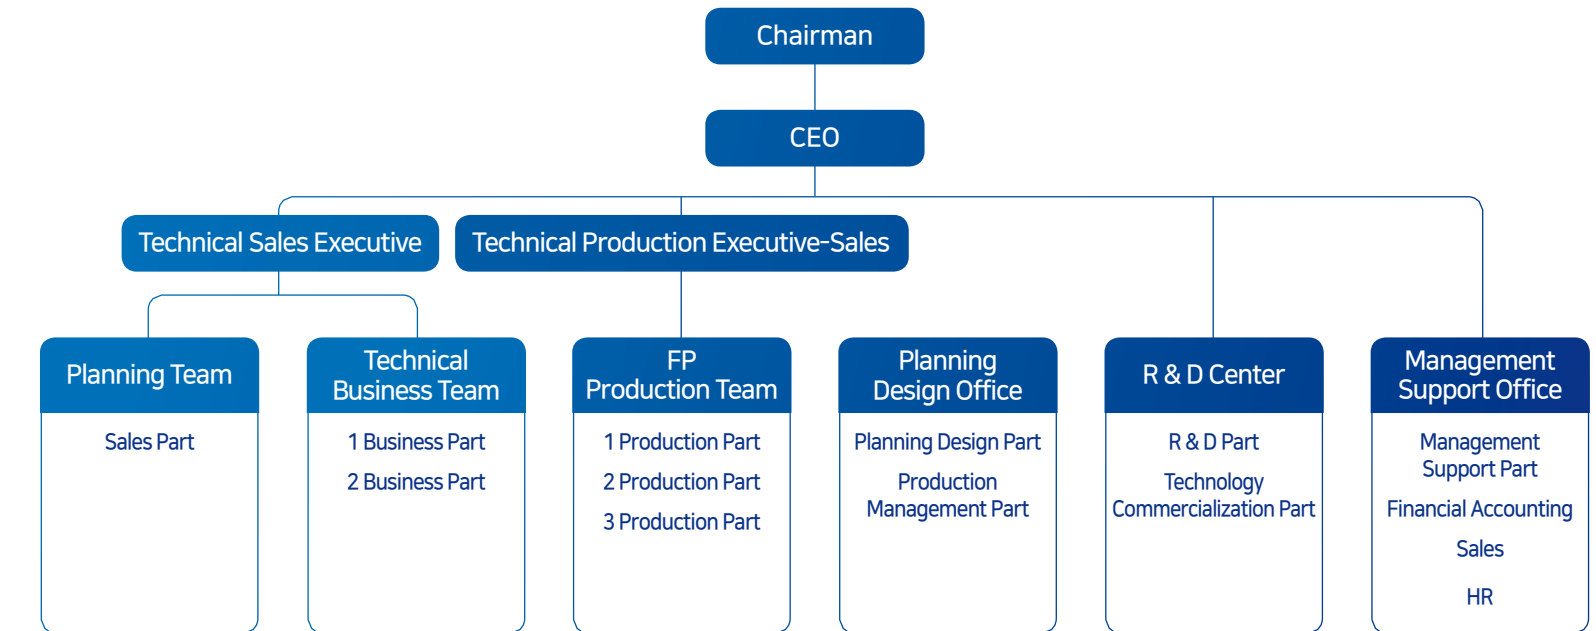 Chairman
CEO
Technical Sales Executive
Technical Production Executive-Sales
Planning Team
Sales Part
Technical
Business Team
1 Business Part
2 Business Part
FP
Production Team
1 Production Part
2 Production Part
3 Production Part
Planning
Design Office
Planning Design Part
Production
Management Part
R & D Center
R & D Part
Technology
Commercialization Part
Management
Support Office
Management
Support Part
Financial Accounting
Sales
HR